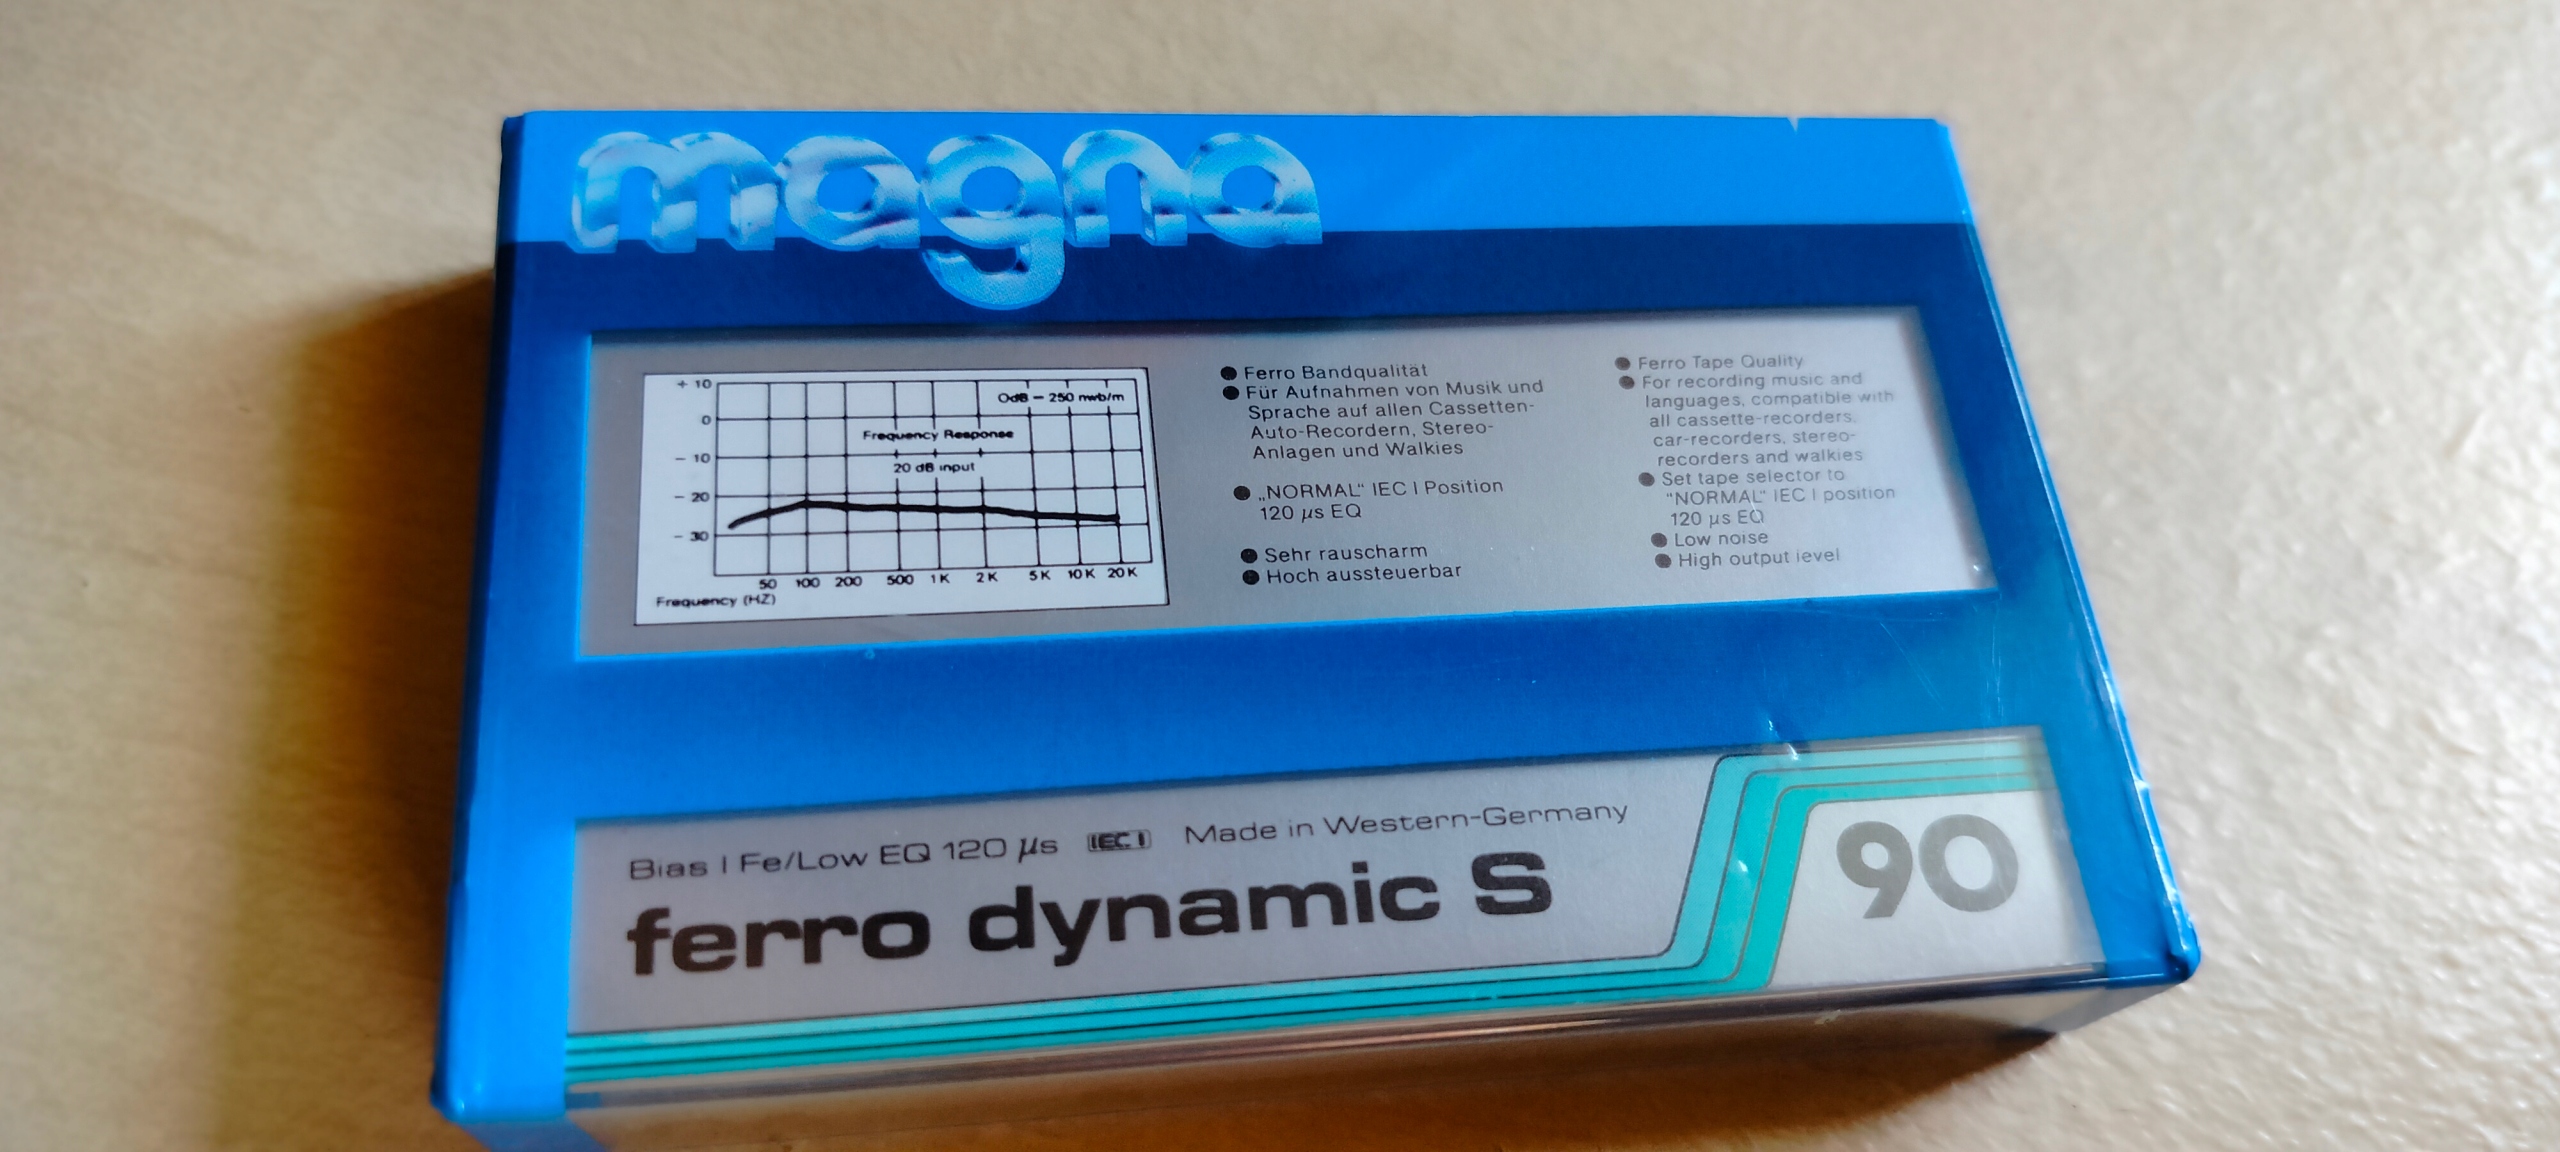 magna
+ 10
0
- 10
- 20
- 30
OdB - 250 nwb/m
Frequency Response
20 dB input
50 100 200 500 1K 2K 5K 10K 20K
Frequency (HZ)
● Ferro Bandqualität
● Für Aufnahmen von Musik und
Sprache auf allen Cassetten-
Auto-Recordern, Stereo-
Anlagen und Walkies
● „NORMAL“ IEC I Position
120 µs EQ
● Sehr rauscharm
● Hoch aussteuerbar
● Ferro Tape Quality
● For recording music and
languages, compatible with
all cassette-recorders,
car-recorders, stereo-
recorders and walkies
● Set tape selector to
“NORMAL“ IEC I position
120 µs EQ
● Low noise
● High output level
Bias I Fe/Low EQ 120 µs IEC I Made in Western-Germany
ferro dynamic S
90